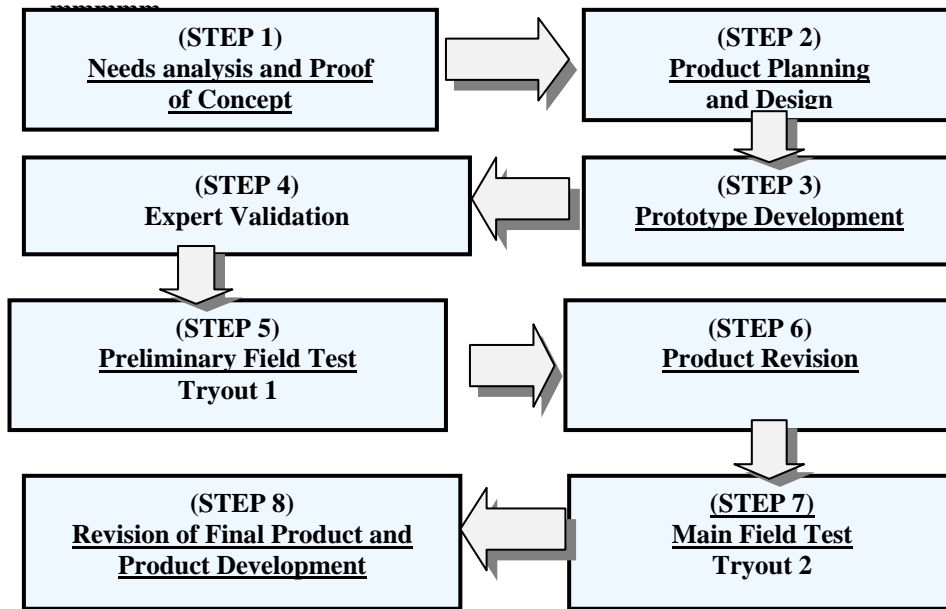 (STEP 1)
Needs analysis and Proof
of Concept
(STEP 2)
Product Planning
and Design
(STEP 3)
Prototype Development
(STEP 4)
Expert Validation
(STEP 5)
Preliminary Field Test
Tryout 1
(STEP 6)
Product Revision
(STEP 7)
Main Field Test
Tryout 2
(STEP 8)
Revision of Final Product and
Product Development